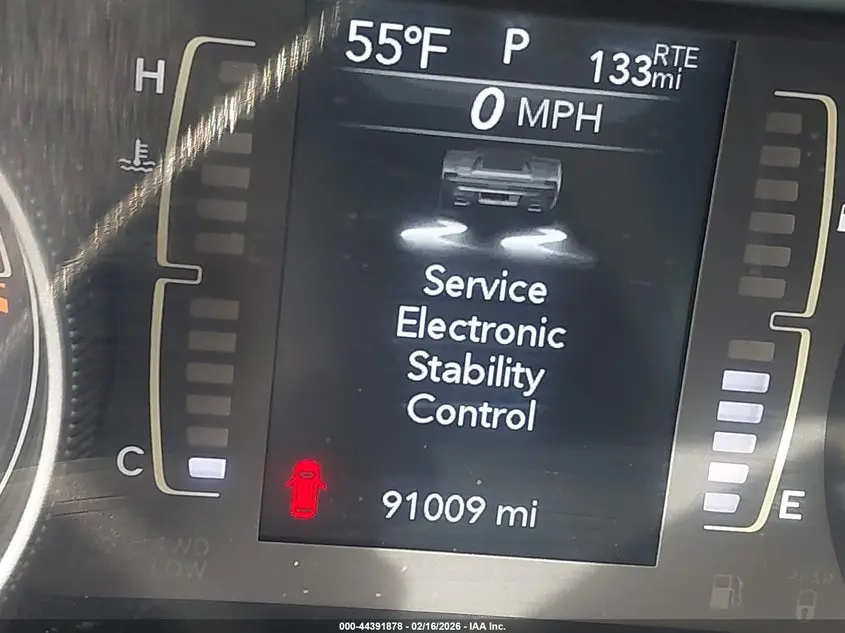 55°F P 133 RTE mi
H
0 MPH
Service
Electronic
Stability
Control
C
91009 mi
E
LOW
000-44391878 - 02/16/2026 - IAA Inc.